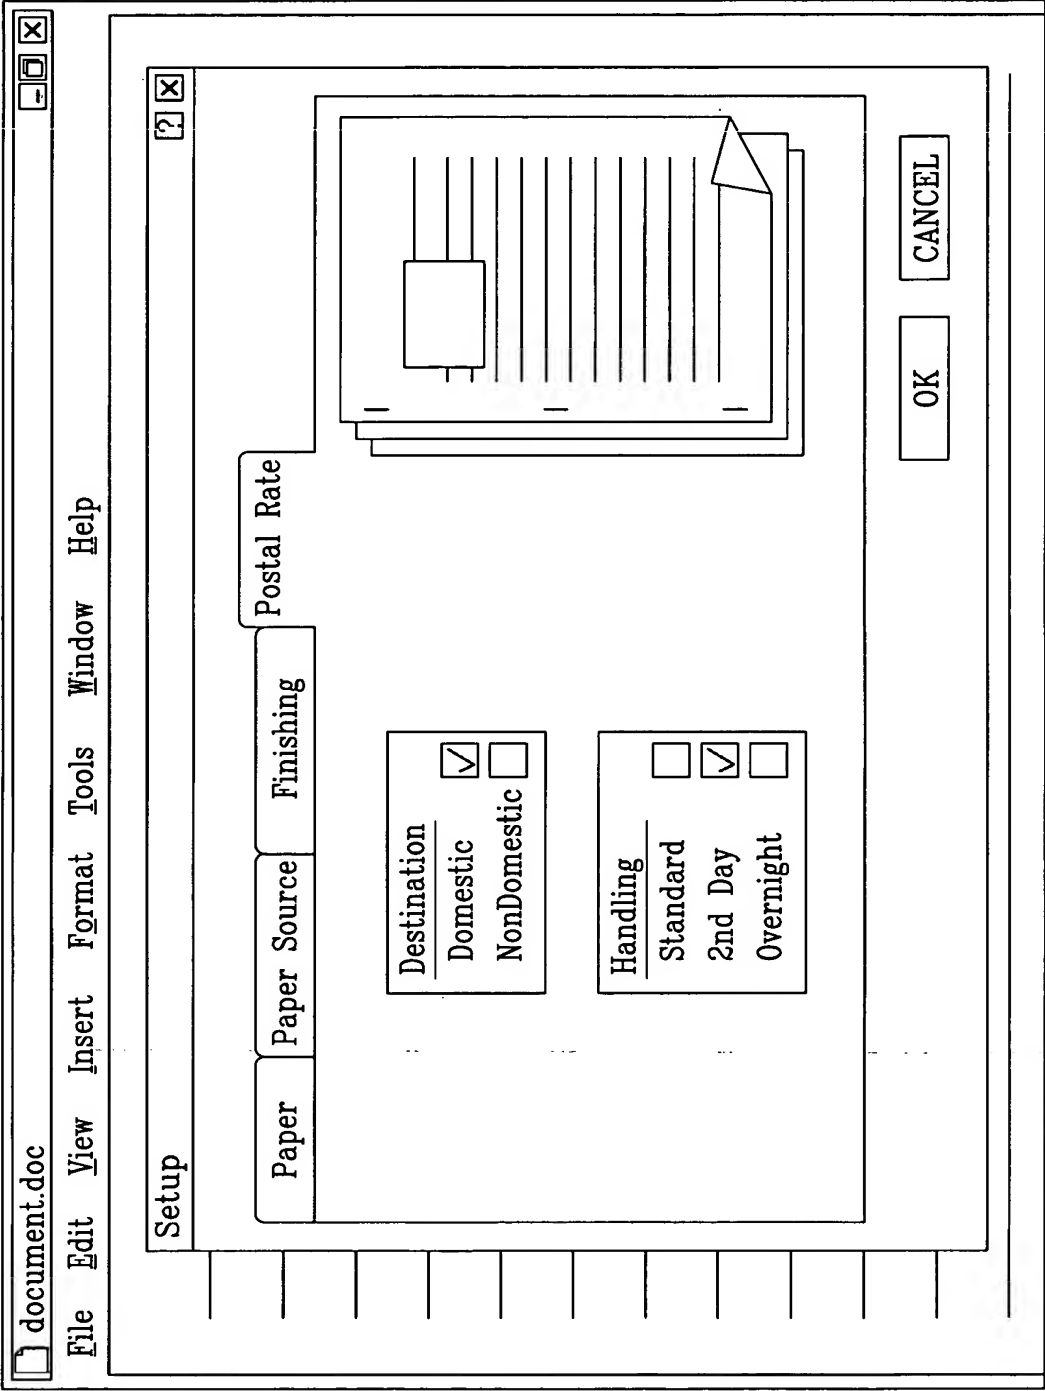 document.doc
File Edit View Insert Format Tools Window Help
Setup ?
Paper Paper Source Finishing Postal Rate
Destination
Domestic
NonDomestic
Handling
Standard
2nd Day
Overnight
OK CANCEL